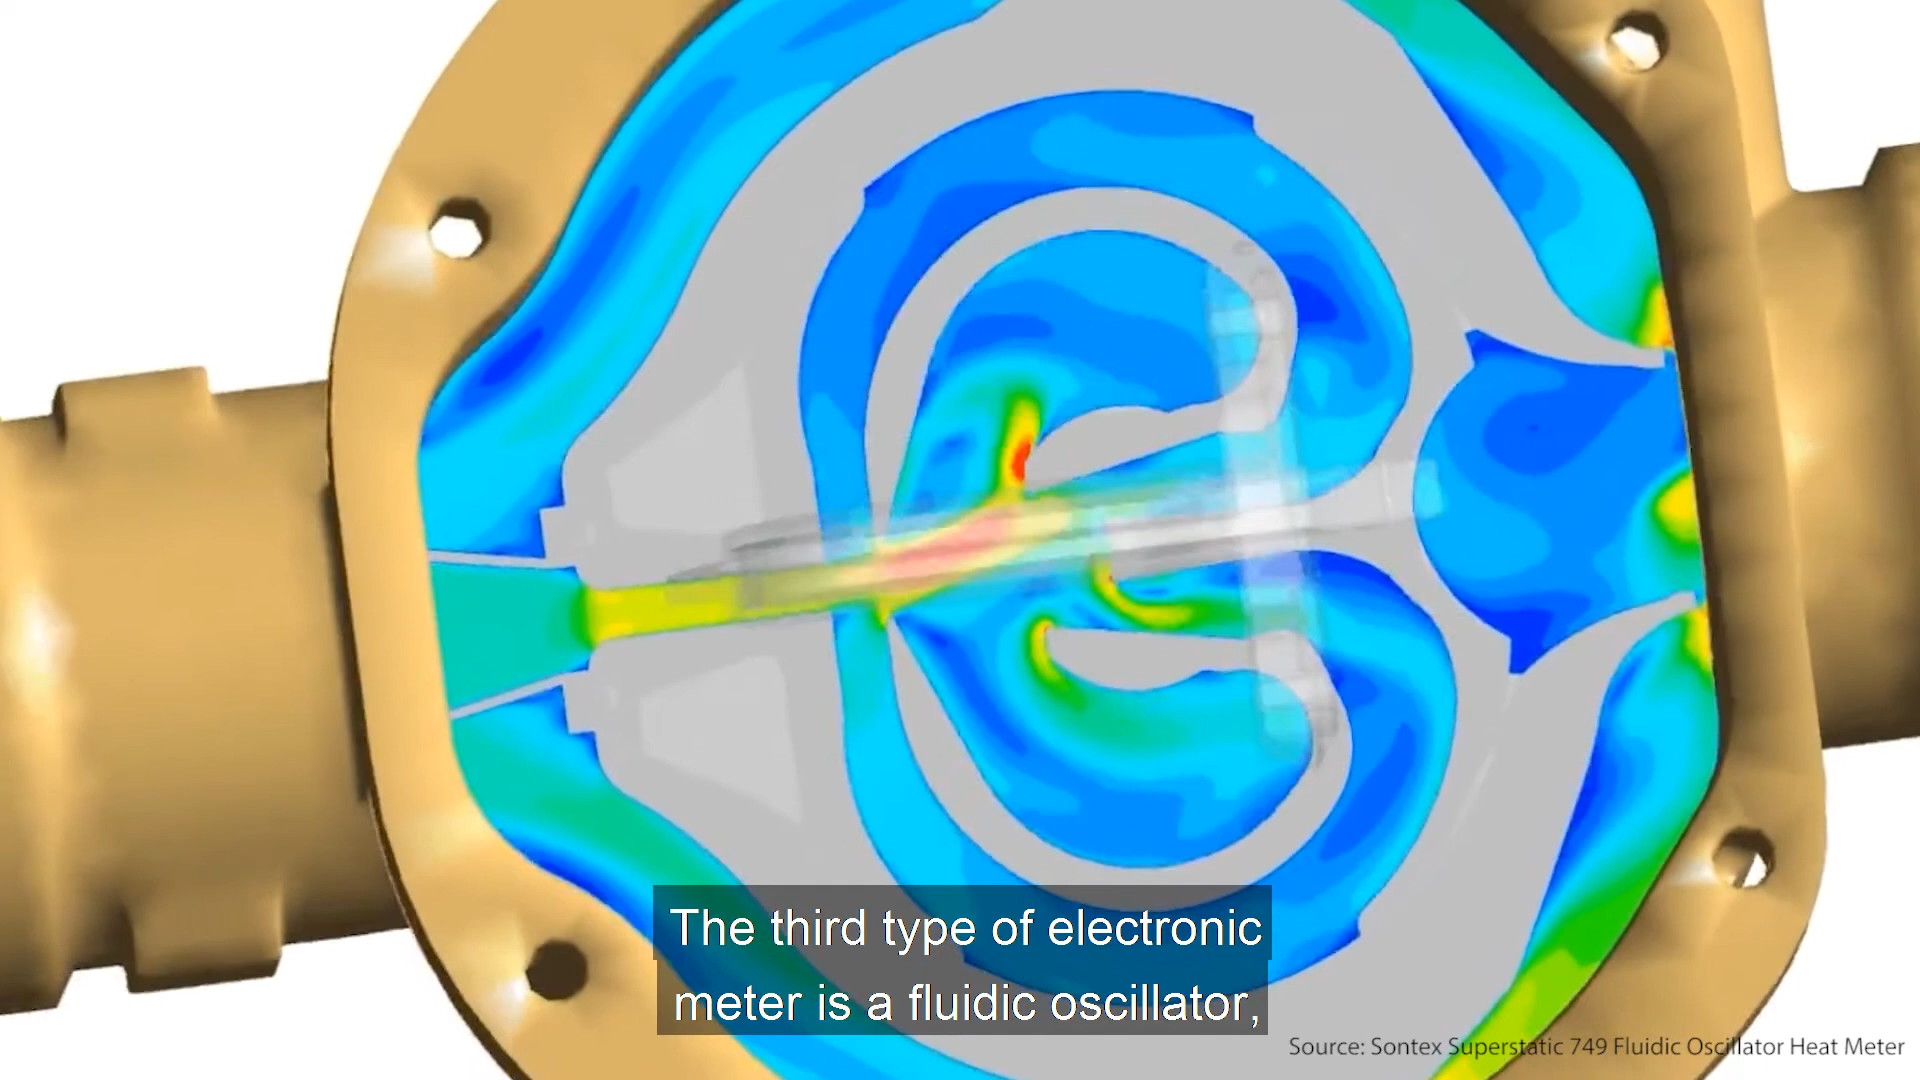 The third type of electronic
meter is a fluidic oscillator,
Source: Sontex Superstatic 749 Fluidic Oscillator Heat Meter